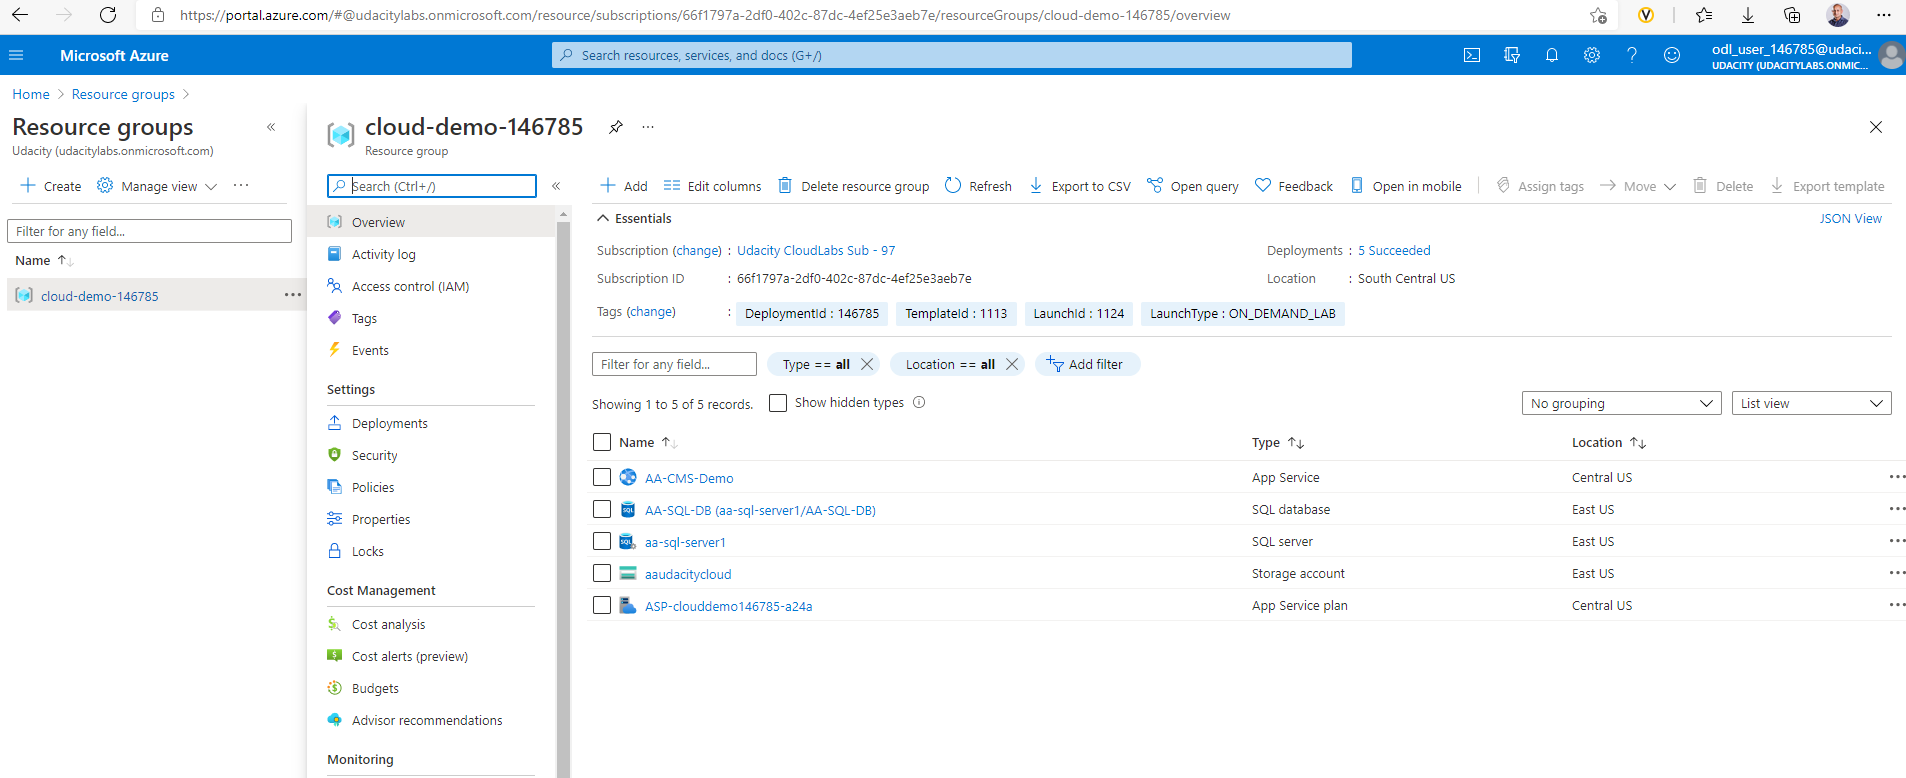 https://portal.azure.com/#@udacitylabs.onmicrosoft.com/resource/subscriptions/66f1797a-2df0-402c-87dc-4ef25e3aeb7e/resourceGroups/cloud-demo-146785/overview
Microsoft Azure
Search resources, services, and docs (G+/)
odl_user_146785@udaci...
UDACITY (UDACITYLABS.ONMIC...
Home > Resource groups >
Resource groups
Udacity (udacitylabs.onmicrosoft.com)
Create Manage view
Filter for any field...
Name
cloud-demo-146785
cloud-demo-146785
Resource group
Search (Ctrl+/)
Overview
Activity log
Access control (IAM)
Tags
Events
Settings
Deployments
Security
Policies
Properties
Locks
Cost Management
Cost analysis
Cost alerts (preview)
Budgets
Advisor recommendations
Monitoring
Add Edit columns Delete resource group Refresh Export to CSV Open query Feedback Open in mobile Assign tags Move Delete Export template
Essentials JSON View
Subscription (change) : Udacity CloudLabs Sub - 97 Deployments : 5 Succeeded
Subscription ID : 66f1797a-2df0-402c-87dc-4ef25e3aeb7e Location : South Central US
Tags (change) : DeploymentId : 146785 TemplateId : 1113 LaunchId : 1124 LaunchType : ON_DEMAND_LAB
Filter for any field... Type == all Location == all Add filter
Showing 1 to 5 of 5 records. Show hidden types No grouping List view
Name Type Location
AA-CMS-Demo App Service Central US
AA-SQL-DB (aa-sql-server1/AA-SQL-DB) SQL database East US
aa-sql-server1 SQL server East US
aaudacitycloud Storage account East US
ASP-clouddemo146785-a24a App Service plan Central US